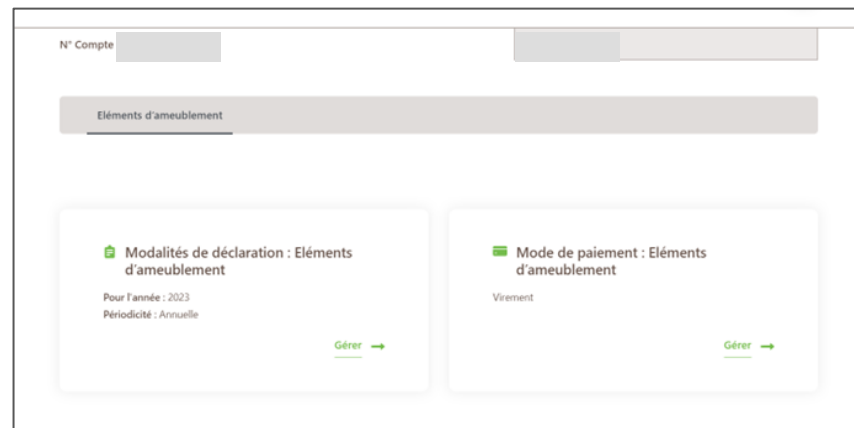 N° Compte
Eléments d'ameublement
Modalités de déclaration : Eléments
d'ameublement
Pour l'année : 2023
Périodicité : Annuelle
Gérer
Mode de paiement : Eléments
d'ameublement
Virement
Gérer